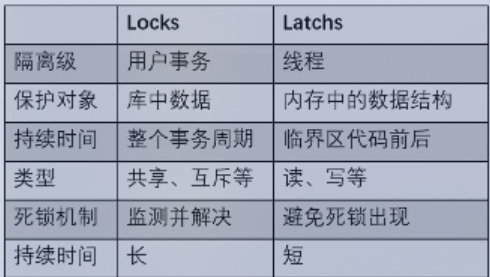 Locks Latchs
隔离级 用户事务 线程
保护对象 库中数据 内存中的数据结构
持续时间 整个事务周期 临界区代码前后
类型 共享、互斥等 读、写等
死锁机制 监测并解决 避免死锁出现
持续时间 长 短